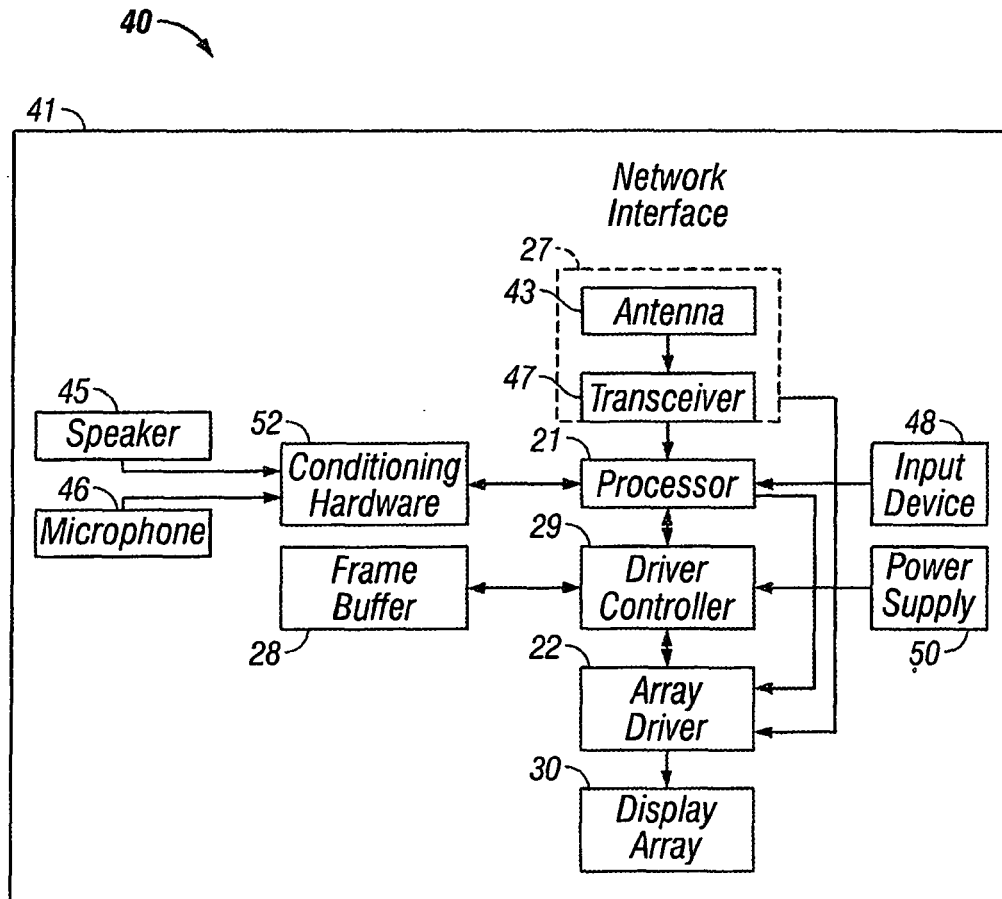 40
41
Network
Interface
27
43
Antenna
47
Transceiver
45
Speaker
52
Conditioning
Hardware
21
Processor
48
Input
Device
46
Microphone
29
Driver
Controller
Frame
Buffer
28
Power
Supply
50
22
Array
Driver
30
Display
Array